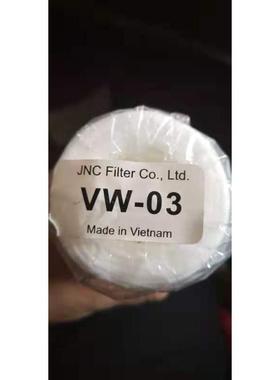 JNC Filter Co., Ltd.
VW-03
Made in Vietnam